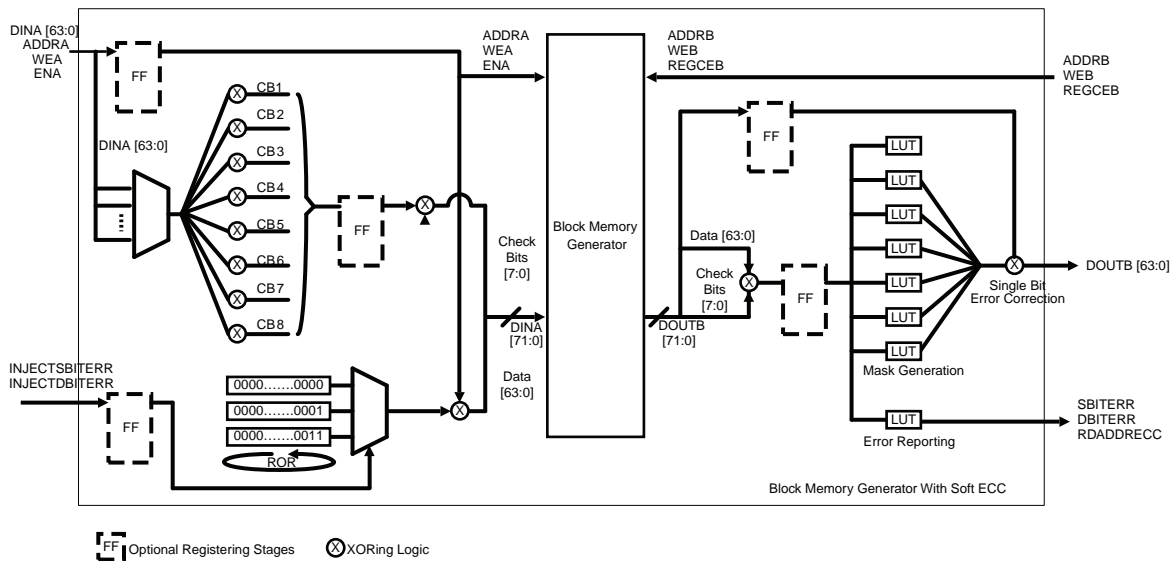 DINA [63:0]
ADDRA
WEA
ENA
FF
DINA [63:0]
X
CB1
X
CB2
X
CB3
X
CB4
X
CB5
X
CB6
X
CB7
X
CB8
FF
X
ADDRA
WEA
ENA
Check
Bits
[7:0]
DINA
[71:0]
Data
[63:0]
INJECTSBITERR
INJECTDBITERR
FF
0000.......0000
0000.......0001
0000.......0011
ROR
X
Block Memory
Generator
ADDRB
WEB
REGCEB
ADDRB
WEB
REGCEB
FF
Data [63:0]
Check
Bits
[7:0]
X
DOUTB
[71:0]
FF
LUT
LUT
LUT
LUT
LUT
LUT
LUT
Mask Generation
LUT
Error Reporting
X
Single Bit
Error Correction
DOUTB [63:0]
SBITERR
DBITERR
RDADDRECC
Block Memory Generator With Soft ECC
FF Optional Registering Stages
X XORing Logic